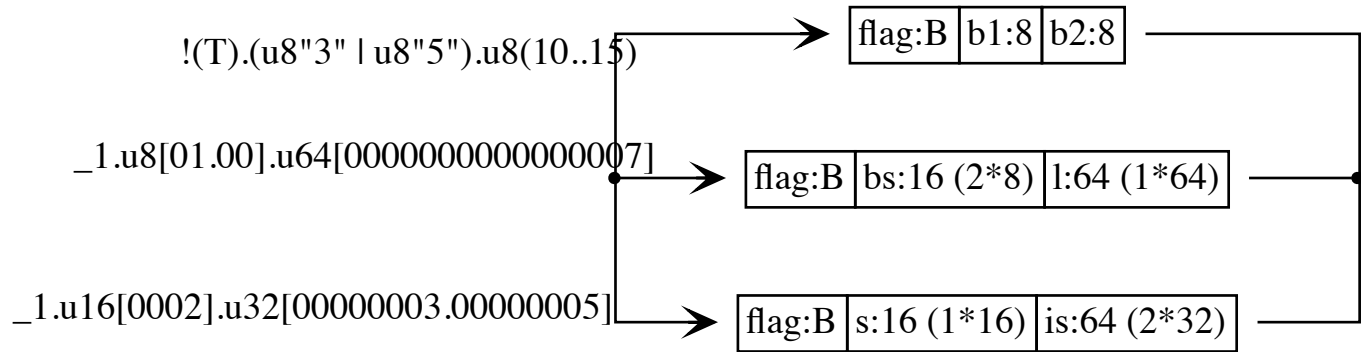 !(T).(u8"3" | u8"5").u8(10..15)
flag:B b1:8 b2:8
_1.u8[01.00].u64[0000000000000007]
flag:B bs:16 (2*8) l:64 (1*64)
_1.u16[0002].u32[00000003.00000005]
flag:B s:16 (1*16) is:64 (2*32)